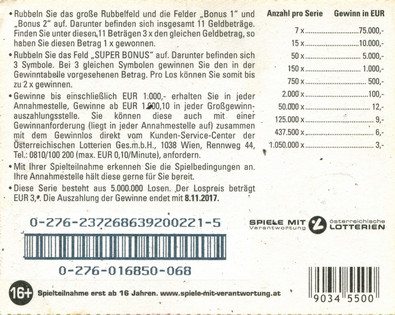 • Rubbeln Sie das große Rubbelfeld und die Felder „Bonus 1" und
„Bonus 2" auf. Darunter befinden sich insgesamt 11 Geldbeträge.
Finden Sie unter diesen 11 Beträgen 3 x den gleichen Geldbetrag, so
haben Sie diesen Betrag 1 x gewonnen.
• Rubbeln Sie das Feld „SUPER BONUS" auf. Darunter befinden sich
3 Symbole. Bei 3 gleichen Symbolen gewinnen Sie den in der
Gewinntabelle vorgesehenen Betrag. Pro Los können Sie somit bis
zu 2 x gewinnen.
• Gewinne bis einschließlich EUR 1.000,- erhalten Sie in jeder
Annahmestelle, Gewinne ab EUR 1.000,10 in jeder Großgewinn-
auszahlungsstelle. Sie können diese auch mit einer
Gewinnanforderung (liegt in jeder Annahmestelle auf) zusammen
mit dem Gewinnlos direkt vom Kunden-Service-Center der
Österreichischen Lotterien Ges.m.b.H., 1038 Wien, Rennweg 44,
Tel.: 0810/100 200 (max. EUR 0,10/Minute), anfordern.
• Mit Ihrer Spielteilnahme erkennen Sie die Spielbedingungen an.
Ihre Annahmestelle hält diese gerne für Sie bereit.
• Diese Serie besteht aus 5.000.000 Losen. Der Lospreis beträgt
EUR 3,-. Die Auszahlung der Gewinne endet mit 8.11.2017.
Anzahl pro Serie Gewinn in EUR
7 x 75.000,-
15 x 10.000,-
50 x 5.000,-
150 x 1.000,-
750 x 500,-
2.000 x 100,-
50.000 x 12,-
125.000 x 9,-
437.500 x 6,-
1.050.000 x 3,-
0-276-237268639200221-5
0-276-016850-068
SPIELE MIT
Verantwortung
österreichische
LOTTERIEN
16+ Spielteilnahme erst ab 16 Jahren. www.spiele-mit-verantwortung.at
9034 5500